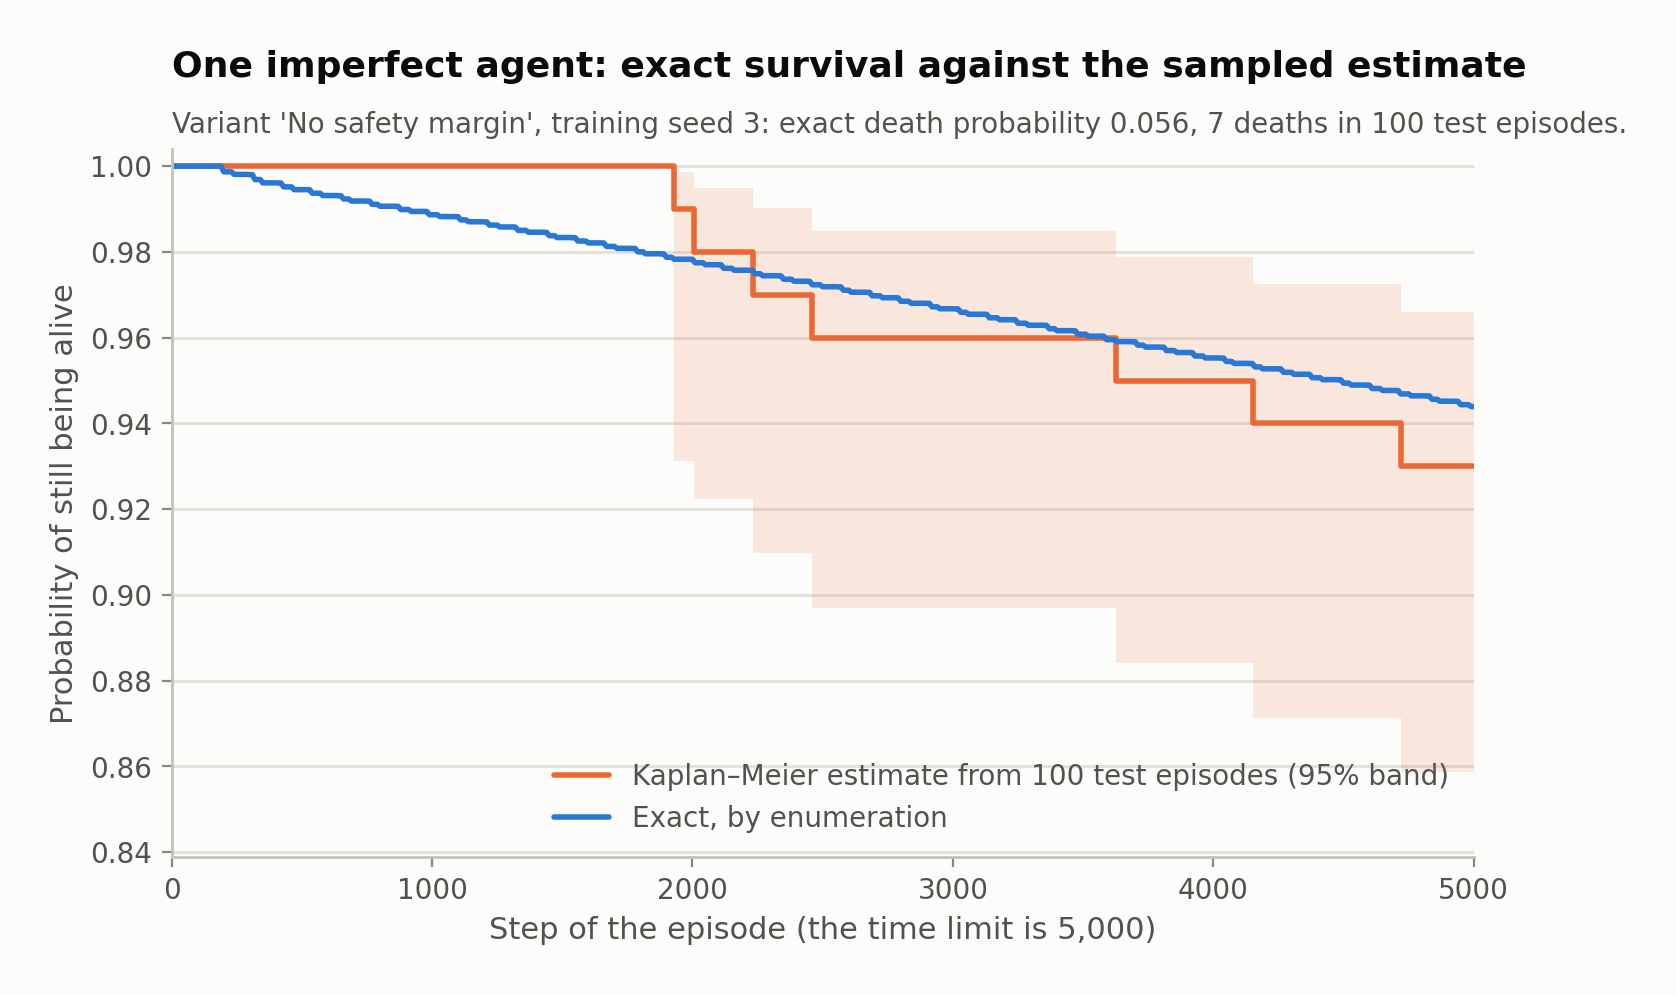 One imperfect agent: exact survival against the sampled estimate
Variant 'No safety margin', training seed 3: exact death probability 0.056, 7 deaths in 100 test episodes.
Probability of still being alive
1.00
0.98
0.96
0.94
0.92
0.90
0.88
0.86
0.84
Kaplan–Meier estimate from 100 test episodes (95% band)
Exact, by enumeration
0 1000 2000 3000 4000 5000
Step of the episode (the time limit is 5,000)